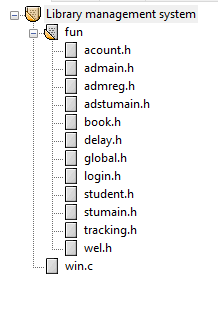 Library management system
fun
acount.h
admain.h
admreg.h
adstumain.h
book.h
delay.h
global.h
login.h
student.h
stumain.h
tracking.h
wel.h
win.c